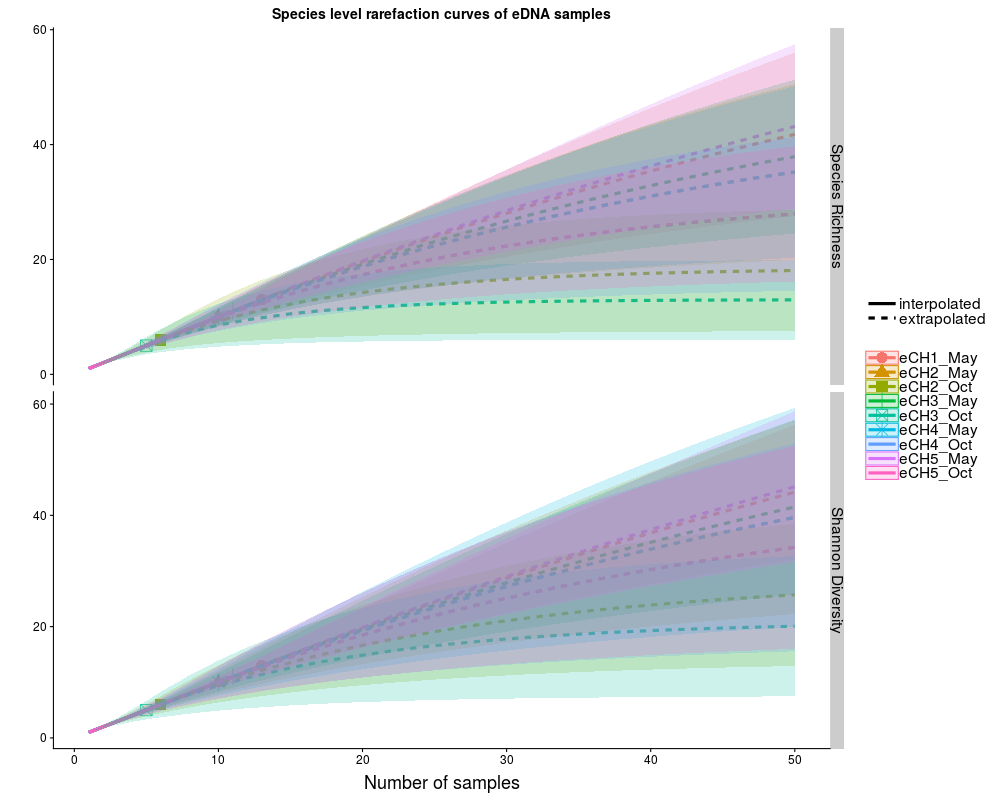 Species level rarefaction curves of eDNA samples
60
40
20
0
Species Richness
60
40
20
0
Shannon Diversity
0
10
20
30
40
50
Number of samples
interpolated
extrapolated
eCH1_May
eCH2_May
eCH2_Oct
eCH3_May
eCH3_Oct
eCH4_May
eCH4_Oct
eCH5_May
eCH5_Oct